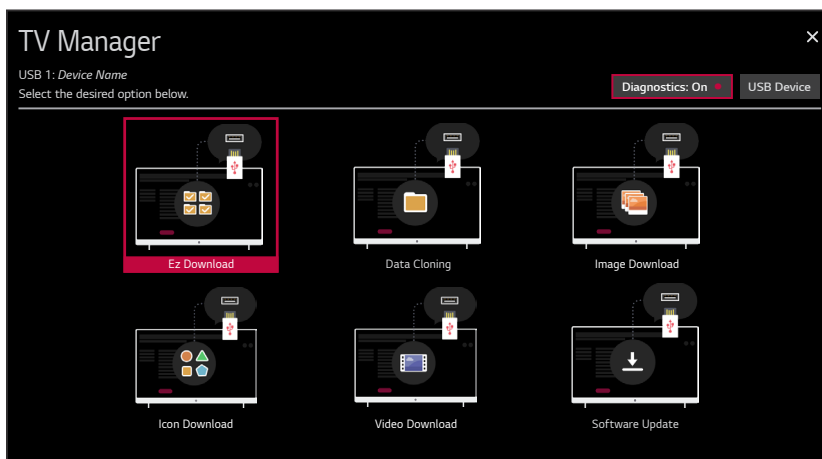 TV Manager
USB 1: Device Name
Select the desired option below.
Diagnostics: On
USB Device
Ez Download
Data Cloning
Image Download
Icon Download
Video Download
Software Update